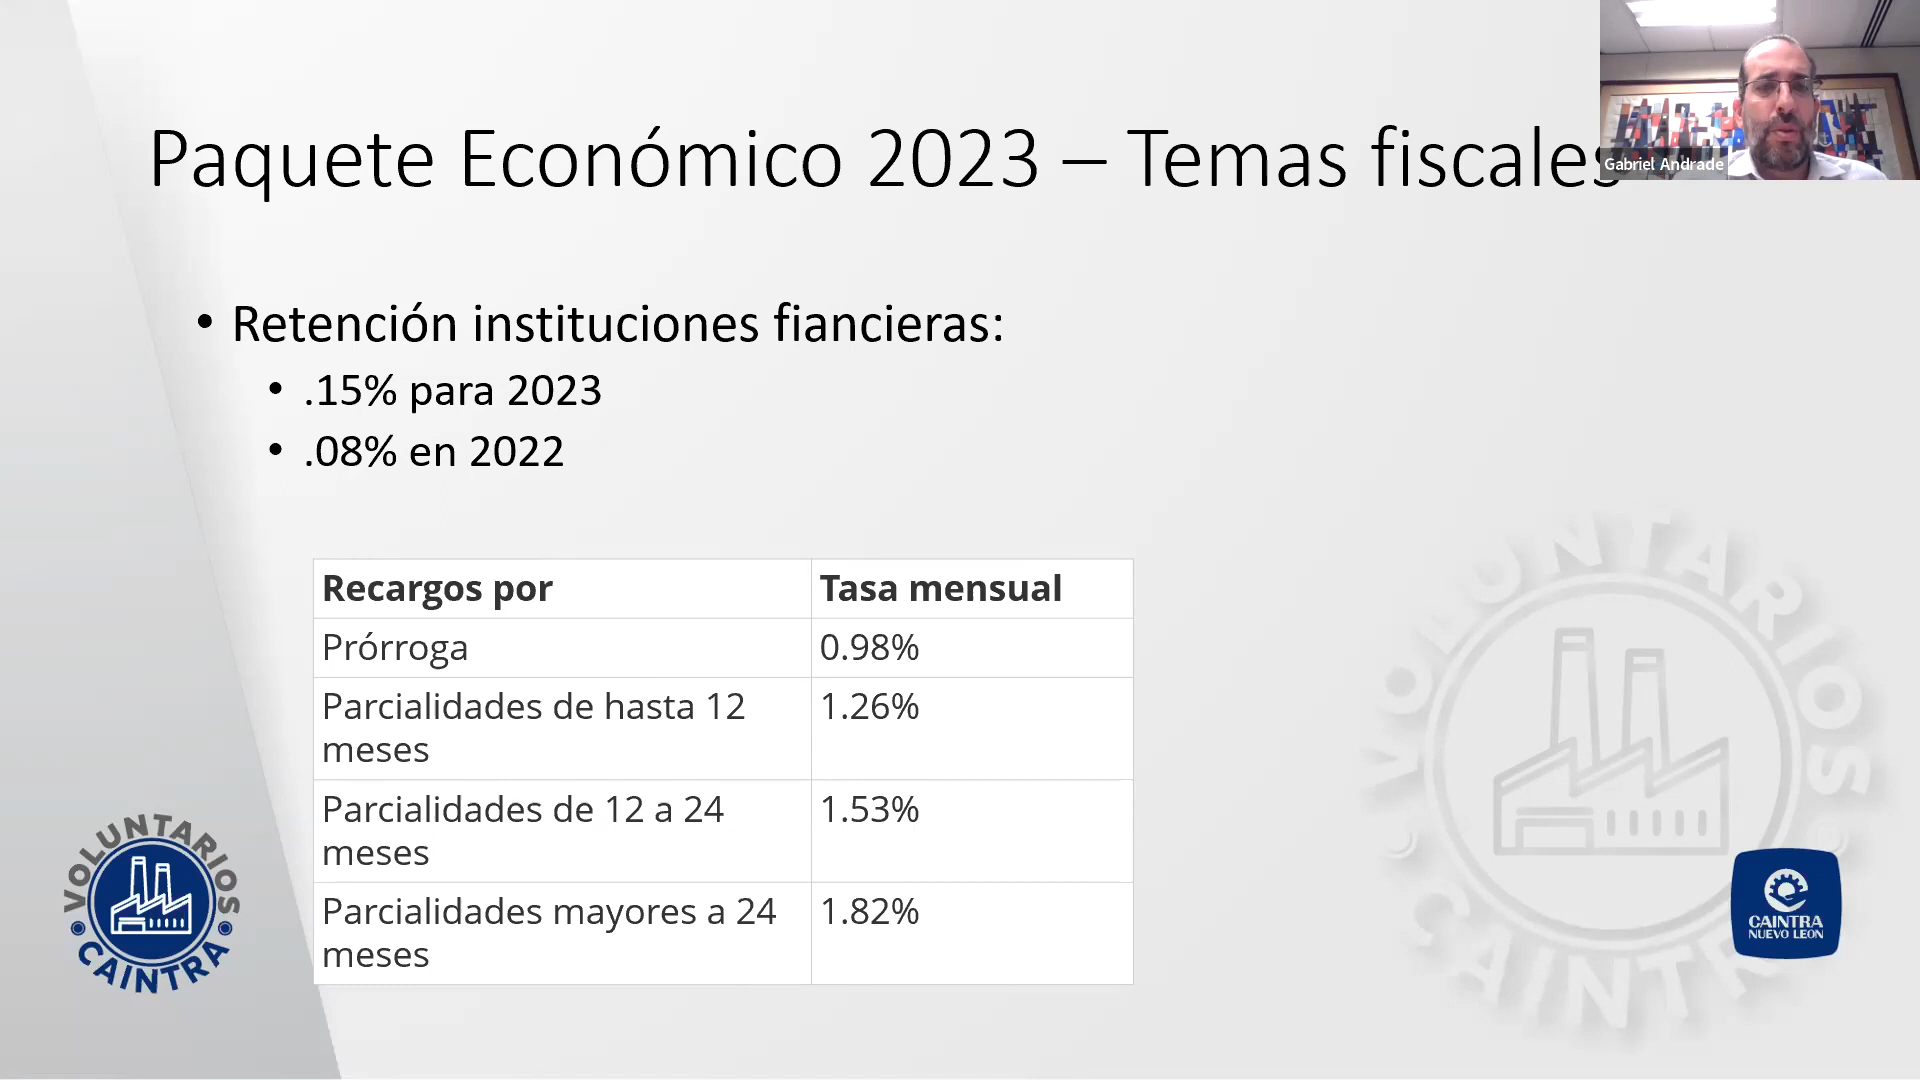 Paquete Económico 2023 – Temas fiscales
Gabriel Andrade
• Retención instituciones fiancieras:
• .15% para 2023
• .08% en 2022
Recargos por Tasa mensual
Prórroga 0.98%
Parcialidades de hasta 12 1.26%
meses
Parcialidades de 12 a 24 1.53%
meses
Parcialidades mayores a 24 1.82%
meses
VOLUNTARIOS
CAINTRA
VOLUNTARIOS
CAINTRA
CAINTRA
NUEVO LEON